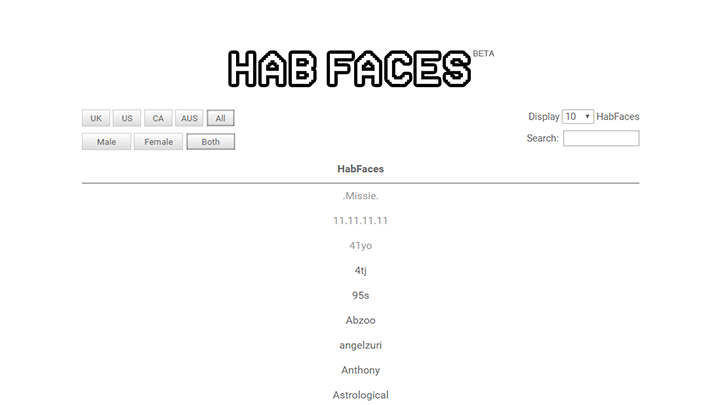 HAB FACES BETA
UK US CA AUS All
Display 10 HabFaces
Male Female Both
Search:
HabFaces
.Missie.
11.11.11.11
41yo
4tj
95s
Abzoo
angelzuri
Anthony
Astrological